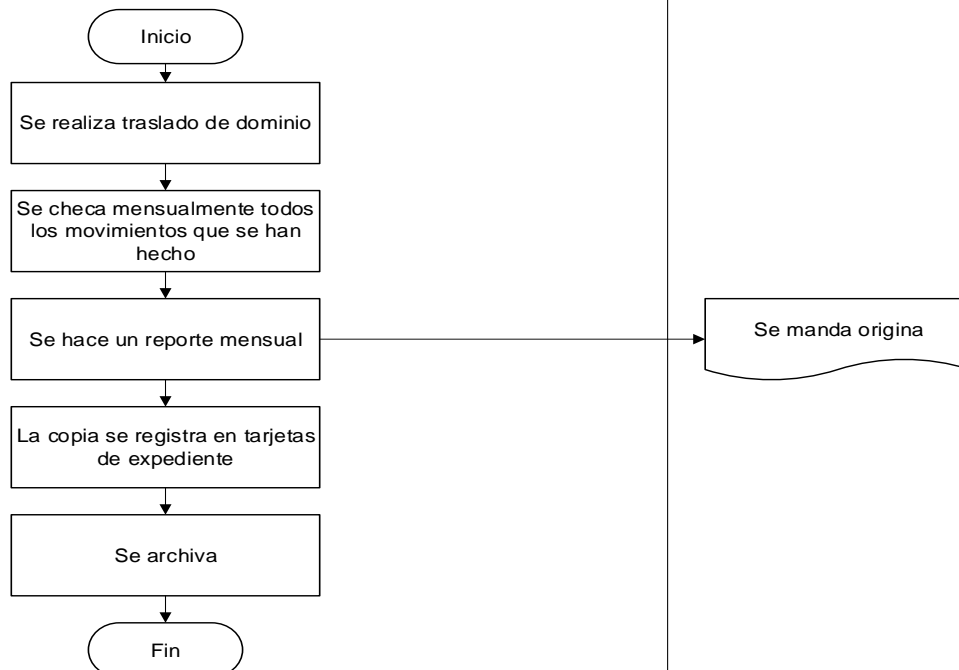 Inicio
Se realiza traslado de dominio
Se checa mensualmente todos
los movimientos que se han
hecho
Se hace un reporte mensual
Se manda origina
La copia se registra en tarjetas
de expediente
Se archiva
Fin